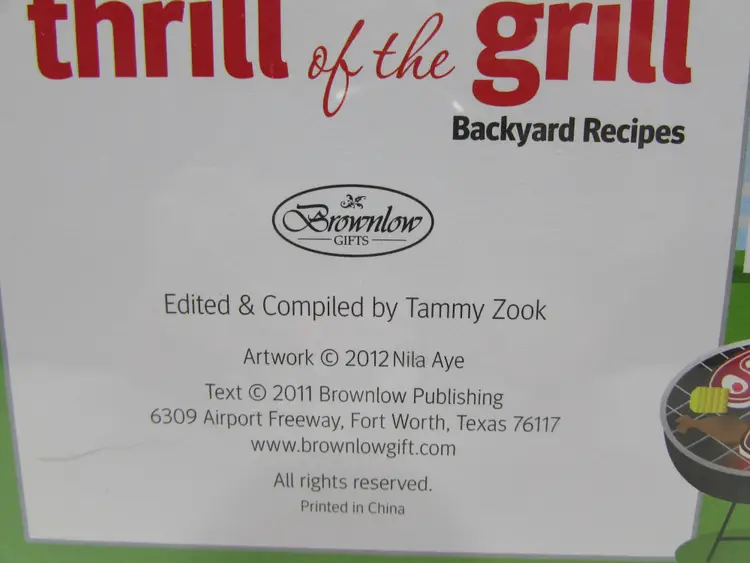 thrill of the grill
Backyard Recipes
Brownlow
GIFTS
Edited & Compiled by Tammy Zook
Artwork © 2012 Nila Aye
Text © 2011 Brownlow Publishing
6309 Airport Freeway, Fort Worth, Texas 76117
www.brownlowgift.com
All rights reserved.
Printed in China